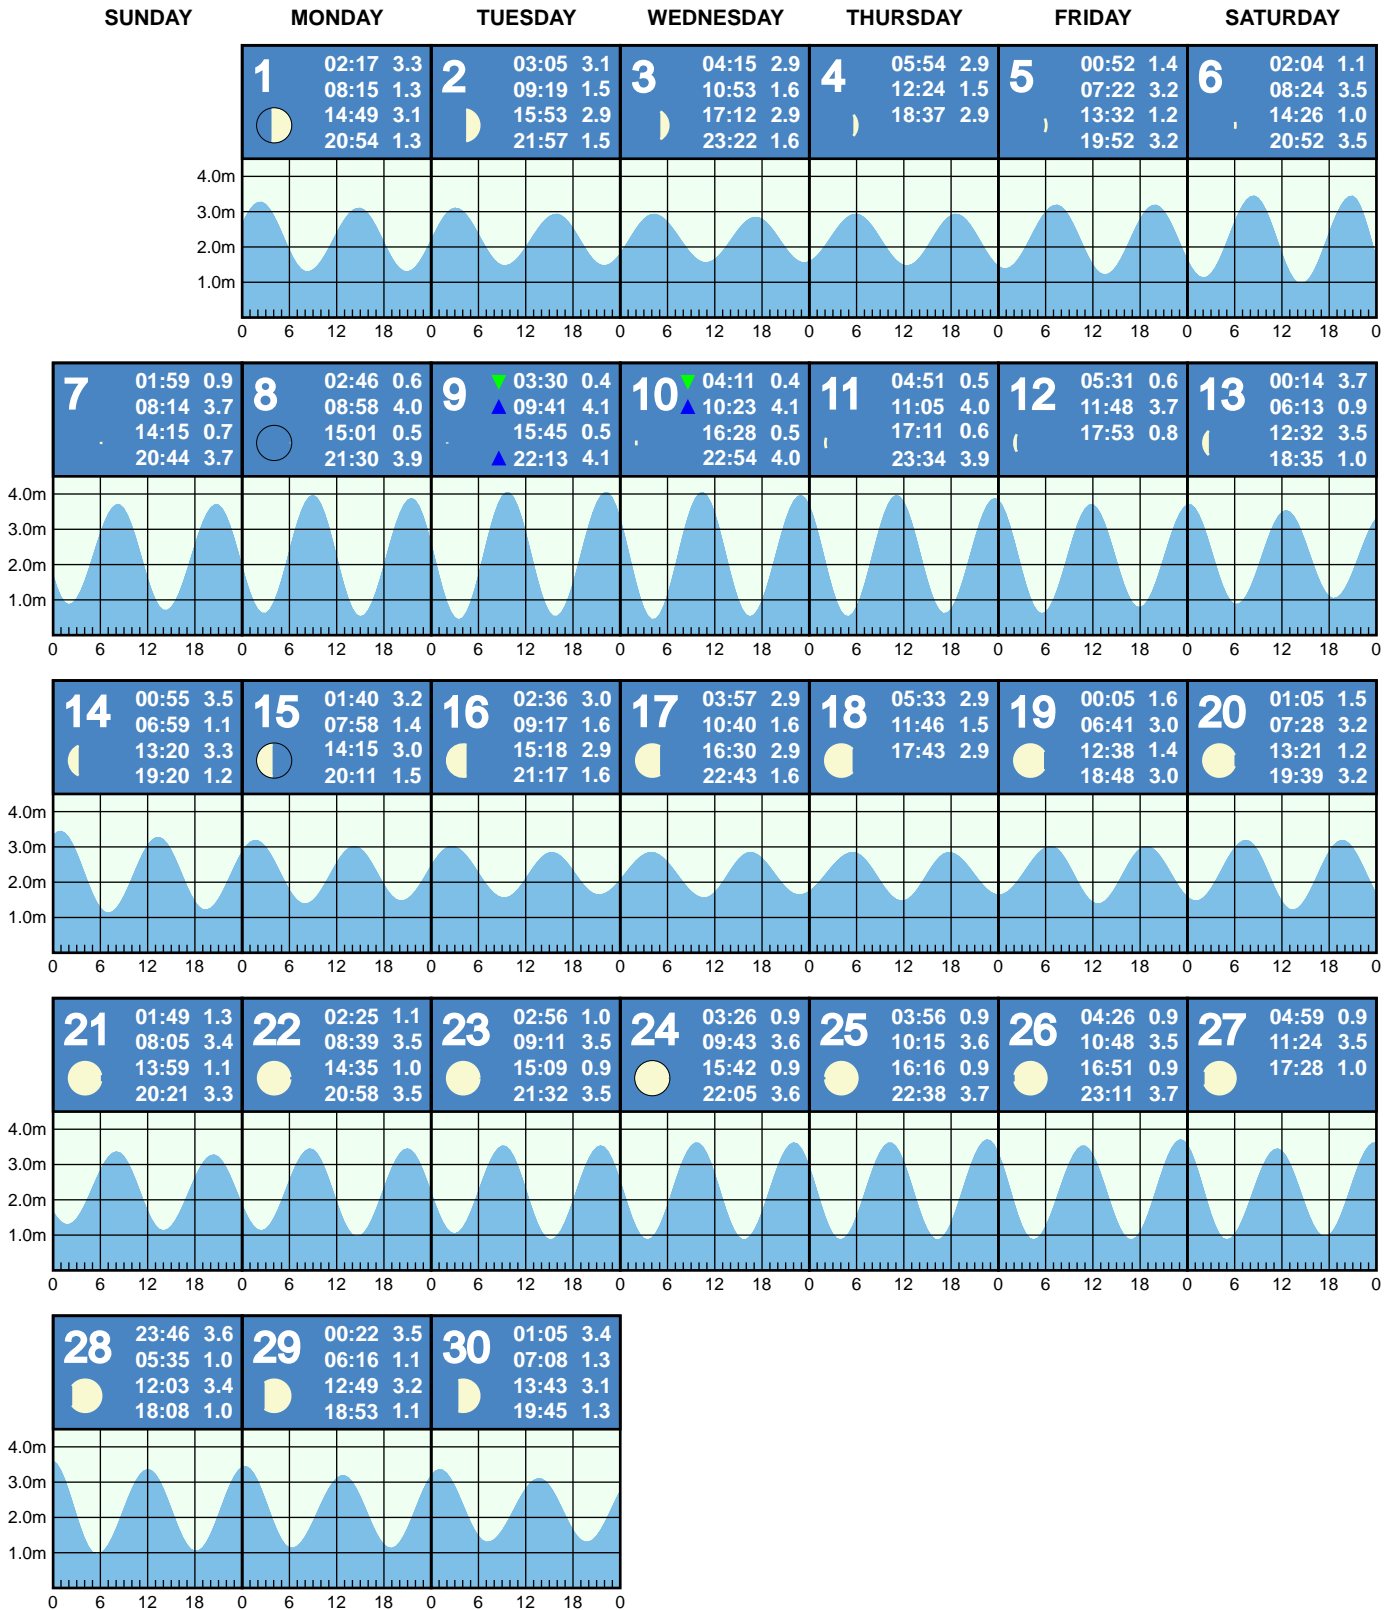 SUNDAY MONDAY TUESDAY WEDNESDAY THURSDAY FRIDAY SATURDAY
1 02:17 3.3
08:15 1.3
14:49 3.1
20:54 1.3
2 03:05 3.1
09:19 1.5
15:53 2.9
21:57 1.5
3 04:15 2.9
10:53 1.6
17:12 2.9
23:22 1.6
4 05:54 2.9
12:24 1.5
18:37 2.9
5 00:52 1.4
07:22 3.2
13:32 1.2
19:52 3.2
6 02:04 1.1
08:24 3.5
14:26 1.0
20:52 3.5
4.0m
3.0m
2.0m
1.0m
0 6 12 18 0 6 12 18 0 6 12 18 0 6 12 18 0 6 12 18 0 6 12 18 0
7 01:59 0.9
08:14 3.7
14:15 0.7
20:44 3.7
8 02:46 0.6
08:58 4.0
15:01 0.5
21:30 3.9
9 03:30 0.4
09:41 4.1
15:45 0.5
22:13 4.1
10 04:11 0.4
10:23 4.1
16:28 0.5
22:54 4.0
11 04:51 0.5
11:05 4.0
17:11 0.6
23:34 3.9
12 05:31 0.6
11:48 3.7
17:53 0.8
13 00:14 3.7
06:13 0.9
12:32 3.5
18:35 1.0
4.0m
3.0m
2.0m
1.0m
0 6 12 18 0 6 12 18 0 6 12 18 0 6 12 18 0 6 12 18 0 6 12 18 0 6 12 18 0
14 00:55 3.5
06:59 1.1
13:20 3.3
19:20 1.2
15 01:40 3.2
07:58 1.4
14:15 3.0
20:11 1.5
16 02:36 3.0
09:17 1.6
15:18 2.9
21:17 1.6
17 03:57 2.9
10:40 1.6
16:30 2.9
22:43 1.6
18 05:33 2.9
11:46 1.5
17:43 2.9
19 00:05 1.6
06:41 3.0
12:38 1.4
18:48 3.0
20 01:05 1.5
07:28 3.2
13:21 1.2
19:39 3.2
4.0m
3.0m
2.0m
1.0m
0 6 12 18 0 6 12 18 0 6 12 18 0 6 12 18 0 6 12 18 0 6 12 18 0 6 12 18 0
21 01:49 1.3
08:05 3.4
13:59 1.1
20:21 3.3
22 02:25 1.1
08:39 3.5
14:35 1.0
20:58 3.5
23 02:56 1.0
09:11 3.5
15:09 0.9
21:32 3.5
24 03:26 0.9
09:43 3.6
15:42 0.9
22:05 3.6
25 03:56 0.9
10:15 3.6
16:16 0.9
22:38 3.7
26 04:26 0.9
10:48 3.5
16:51 0.9
23:11 3.7
27 04:59 0.9
11:24 3.5
17:28 1.0
4.0m
3.0m
2.0m
1.0m
0 6 12 18 0 6 12 18 0 6 12 18 0 6 12 18 0 6 12 18 0 6 12 18 0 6 12 18 0
28 23:46 3.6
05:35 1.0
12:03 3.4
18:08 1.0
29 00:22 3.5
06:16 1.1
12:49 3.2
18:53 1.1
30 01:05 3.4
07:08 1.3
13:43 3.1
19:45 1.3
4.0m
3.0m
2.0m
1.0m
0 6 12 18 0 6 12 18 0 6 12 18 0